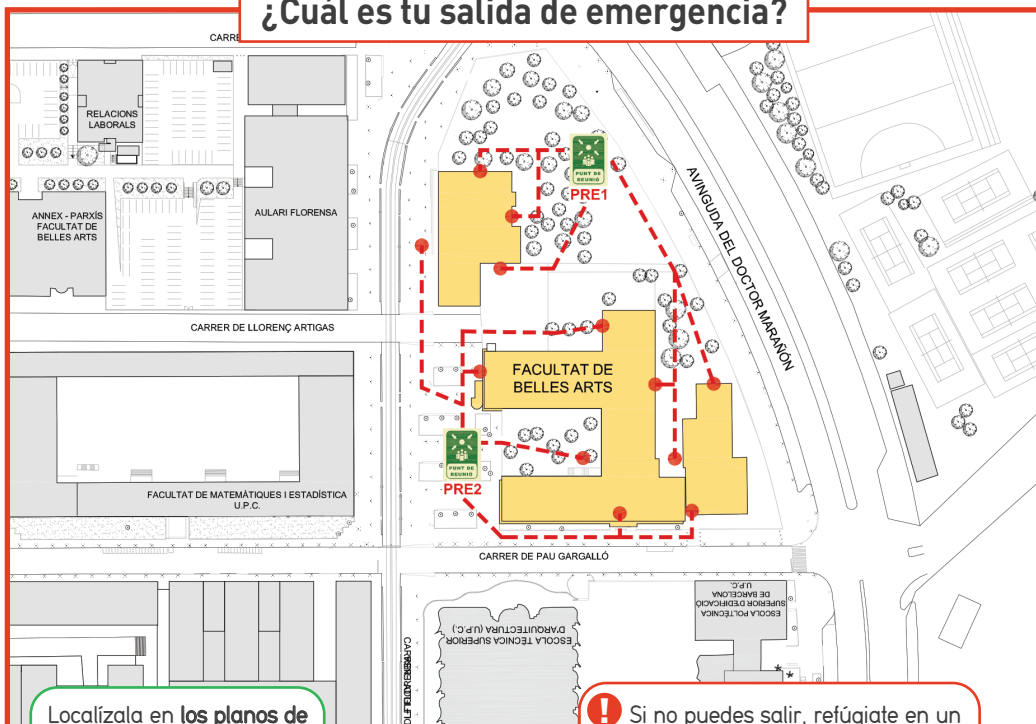 ¿Cuál es tu salida de emergencia?
CARRE
RELACIONS
LABORALS
PUNT DE
REUNIÓ
PRE1
ANNEX - PARXÍS
FACULTAT DE
BELLES ARTS
AULARI FLORENSA
AVINGUDA DEL DOCTOR MARAÑÓN
CARRER DE LLORENÇ ARTIGAS
FACULTAT DE
BELLES ARTS
PUNT DE
REUNIÓ
PRE2
FACULTAT DE MATEMÀTIQUES I ESTADÍSTICA
U.P.C.
CARRER DE PAU GARGALLÓ
ESCOLA TÈCNICA SUPERIOR
D'ARQUITECTURA (U.P.C.)
ESCOLA POLITÈCNICA
SUPERIOR D'EDIFICACIÓ
DE BARCELONA
U.P.C.
Localízala en los planos de
! Si no puedes salir, refúgiate en un